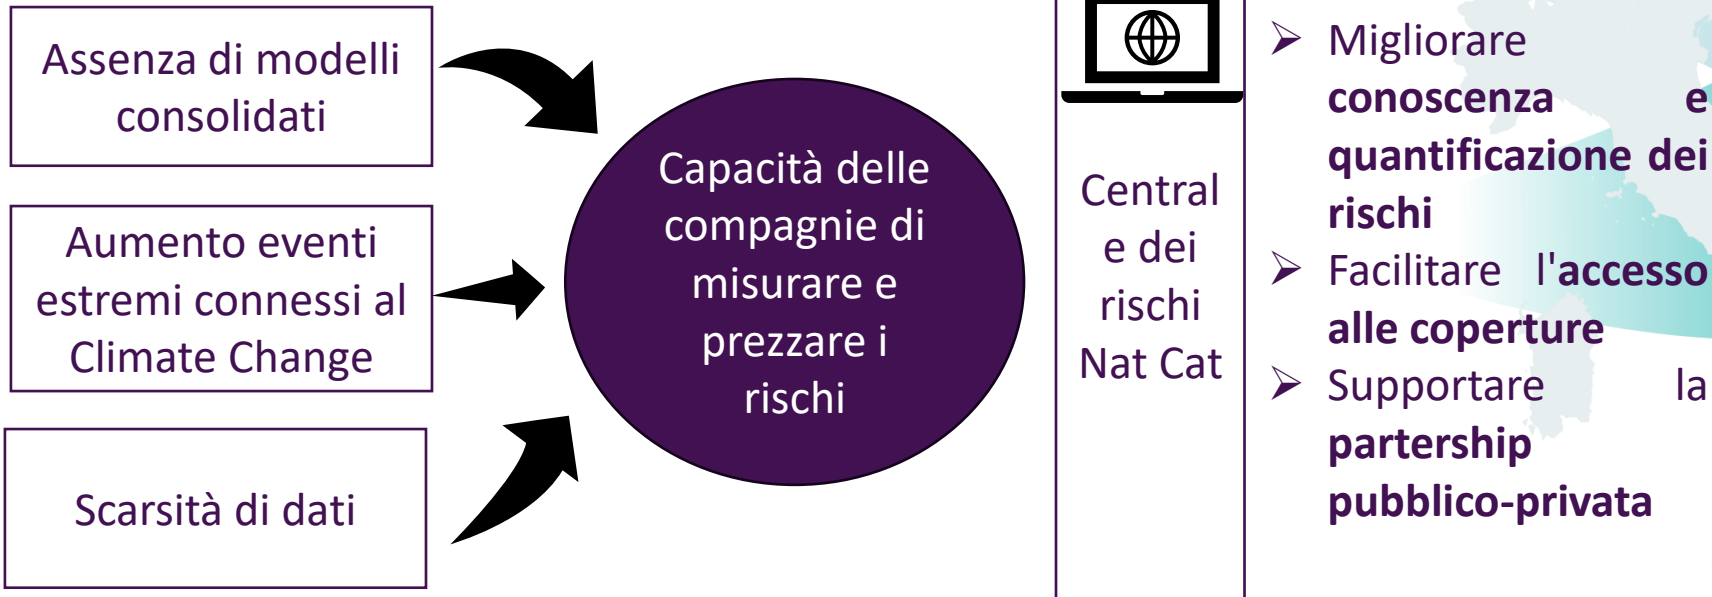 Assenza di modelli
consolidati
Aumento eventi
estremi connessi al
Climate Change
Scarsità di dati
Capacità delle
compagnie di
misurare e
prezzare i
rischi
Central
e dei
rischi
Nat Cat
➢ Migliorare
conoscenza e
quantificazione dei
rischi
➢ Facilitare l'accesso
alle coperture
➢ Supportare la
partership
pubblico-privata